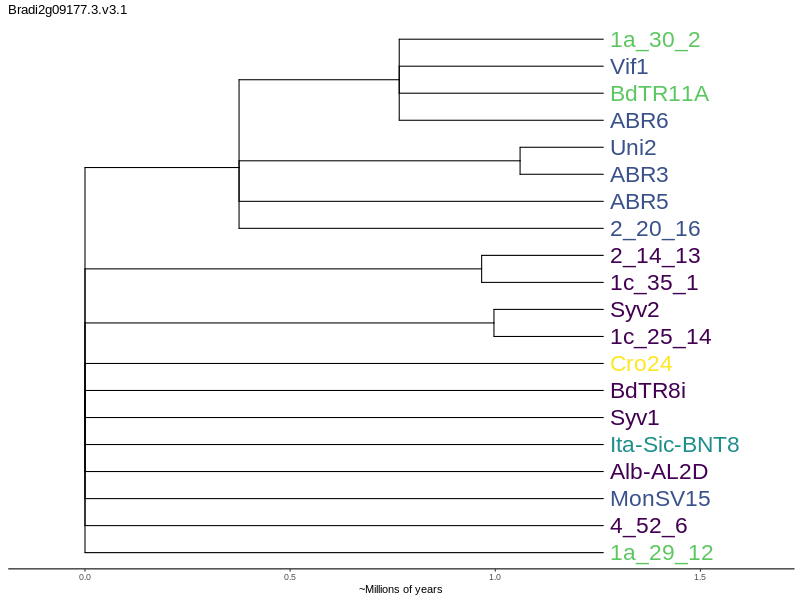 Bradi2g09177.3.v3.1
1a_30_2
Vif1
BdTR11A
ABR6
Uni2
ABR3
ABR5
2_20_16
2_14_13
1c_35_1
Syv2
1c_25_14
Cro24
BdTR8i
Syv1
Ita-Sic-BNT8
Alb-AL2D
MonSV15
4_52_6
1a_29_12
0.0 0.5 1.0 1.5
~Millions of years